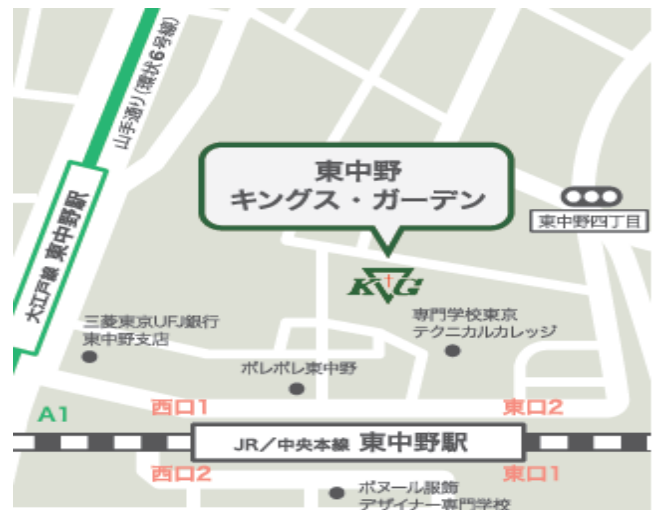 山手通り(環状6号線)
東中野
キングス・ガーデン
東中野四丁目
大江戸線 東中野駅
KG
三菱東京UFJ銀行
東中野支店
専門学校東京
テクニカルカレッジ
ポレポレ東中野
A1
西口1
東口2
JR/中央本線 東中野駅
西口2
東口1
ボヌール服飾
デザイナー専門学校